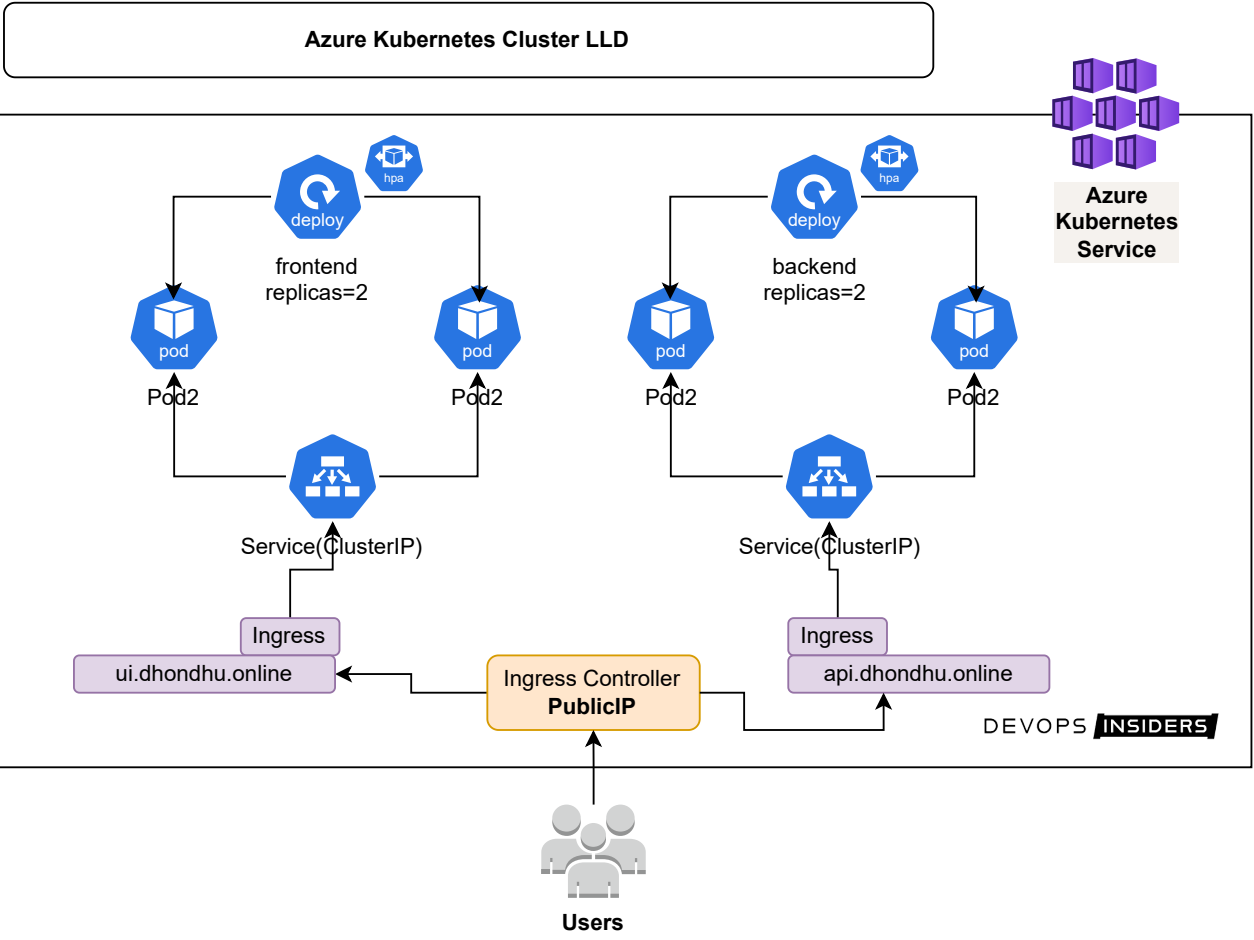 Azure Kubernetes Cluster LLD
Azure
Kubernetes
Service
hpa
deploy
frontend
replicas=2
pod
Pod2
pod
Pod2
Service(ClusterIP)
hpa
deploy
backend
replicas=2
pod
Pod2
pod
Pod2
Service(ClusterIP)
Ingress
ui.dhondhu.online
Ingress Controller
PublicIP
Ingress
api.dhondhu.online
DEVOPS INSIDERS
Users